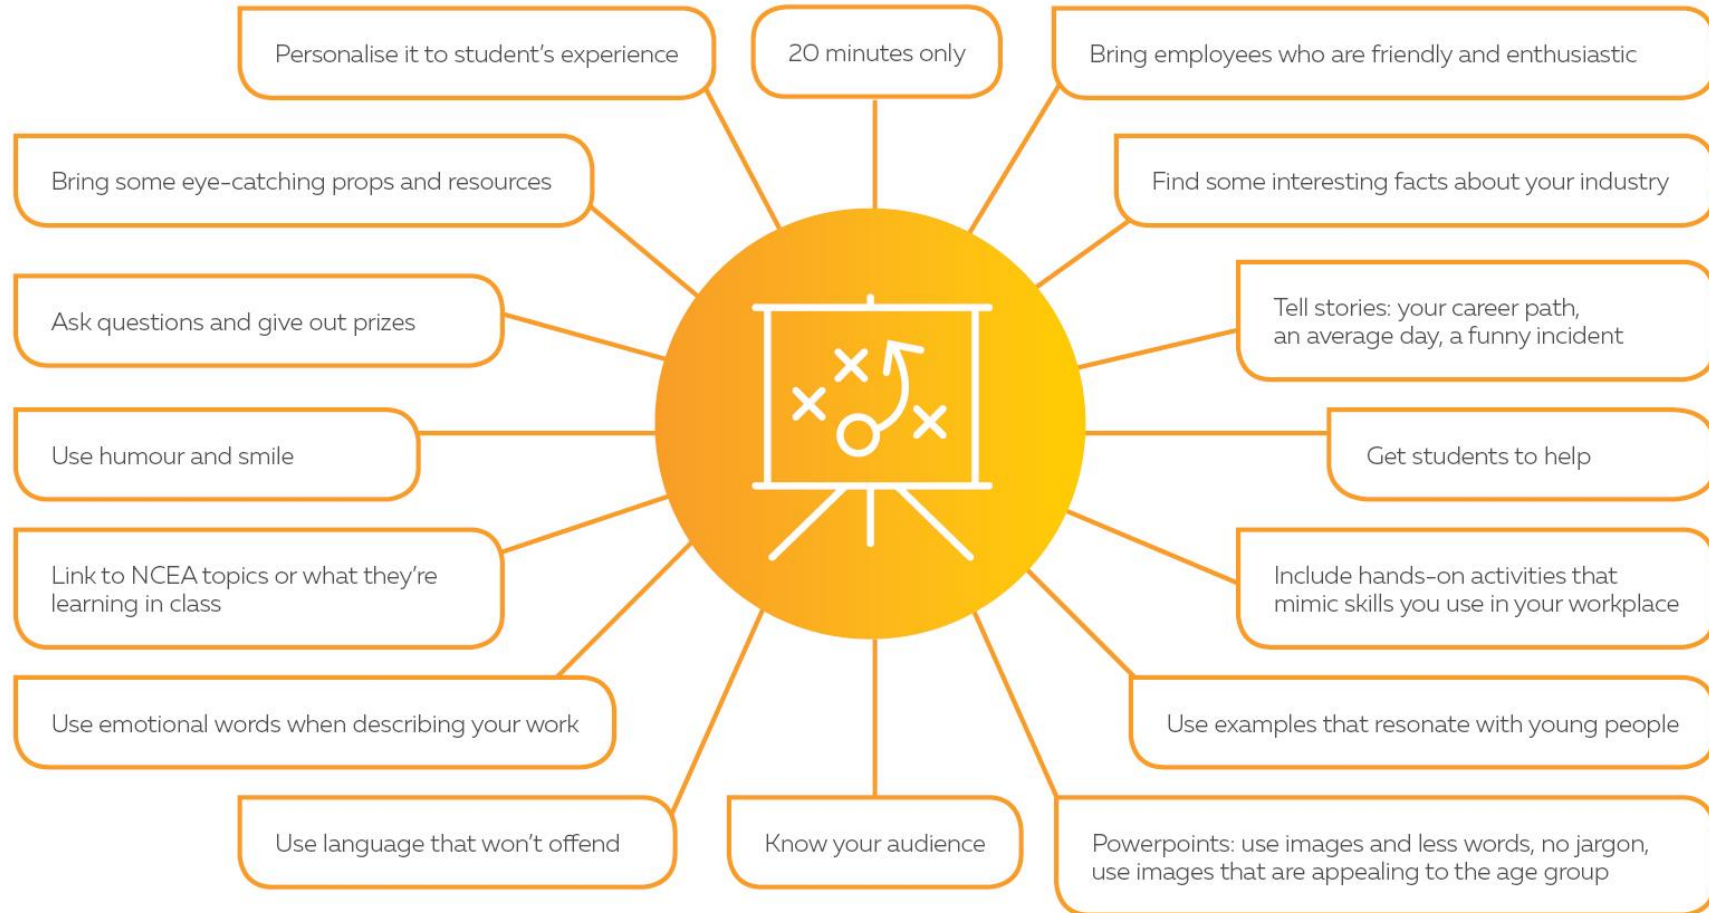 Personalise it to student's experience
20 minutes only
Bring employees who are friendly and enthusiastic
Bring some eye-catching props and resources
Find some interesting facts about your industry
Ask questions and give out prizes
Tell stories: your career path,
an average day, a funny incident
Use humour and smile
Get students to help
Link to NCEA topics or what they're
learning in class
Include hands-on activities that
mimic skills you use in your workplace
Use emotional words when describing your work
Use examples that resonate with young people
Use language that won't offend
Know your audience
Powerpoints: use images and less words, no jargon,
use images that are appealing to the age group